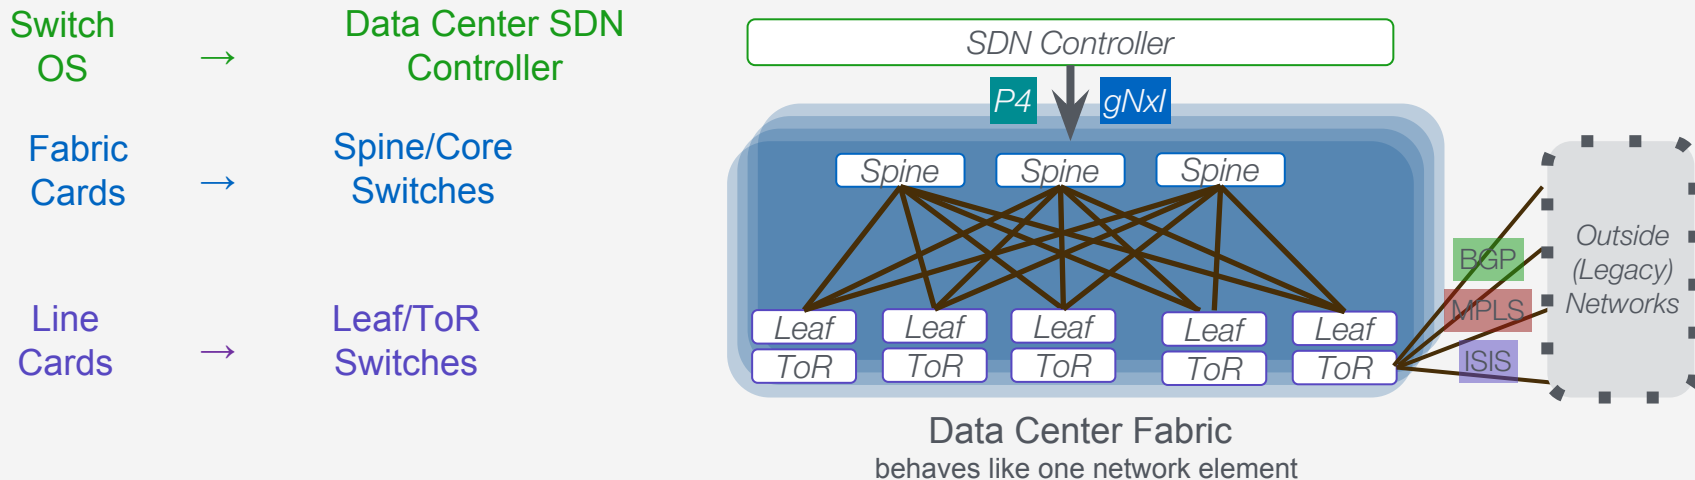 Switch
OS
→
Data Center SDN
Controller
Fabric
Cards
→
Spine/Core
Switches
Line
Cards
→
Leaf/ToR
Switches
SDN Controller
P4
gNxI
Spine
Spine
Spine
Leaf
Leaf
Leaf
Leaf
Leaf
ToR
ToR
ToR
ToR
ToR
BGP
MPLS
ISIS
Outside
(Legacy)
Networks
Data Center Fabric
behaves like one network element